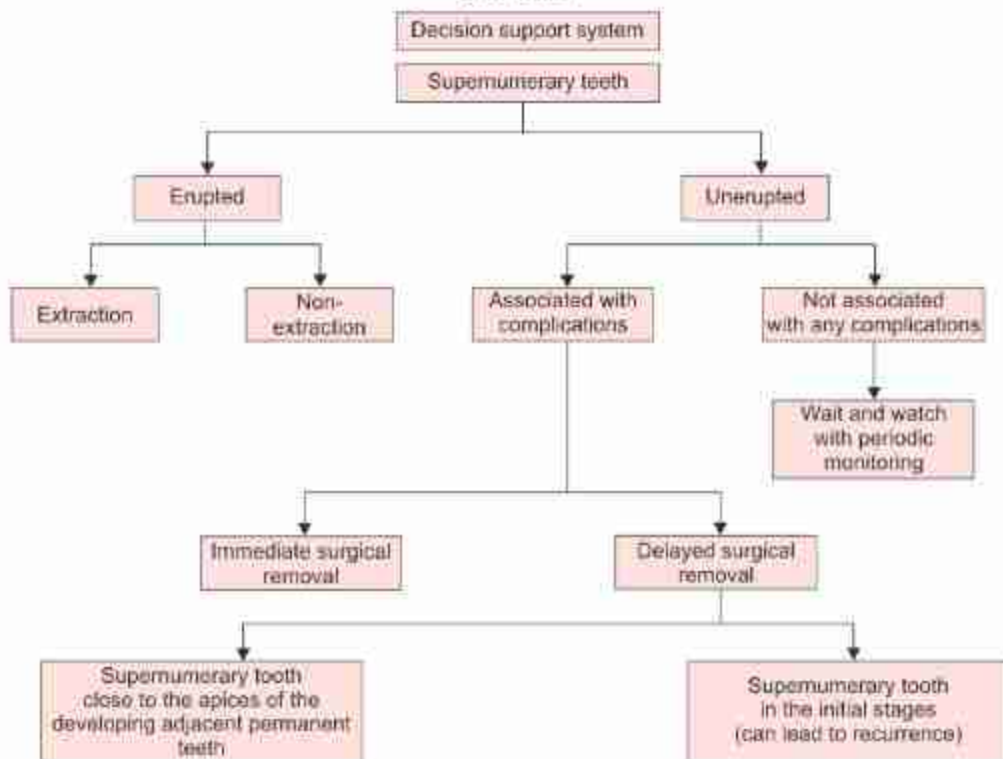 Decision support system
Supernumerary teeth
Erupted
Unerupted
Extraction
Non-
extraction
Associated with
complications
Not associated
with any complications
Wait and watch
with periodic
monitoring
Immediate surgical
removal
Delayed surgical
removal
Supernumerary tooth
close to the apices of the
developing adjacent permanent
teeth
Supernumerary tooth
in the initial stages
(can lead to recurrence)